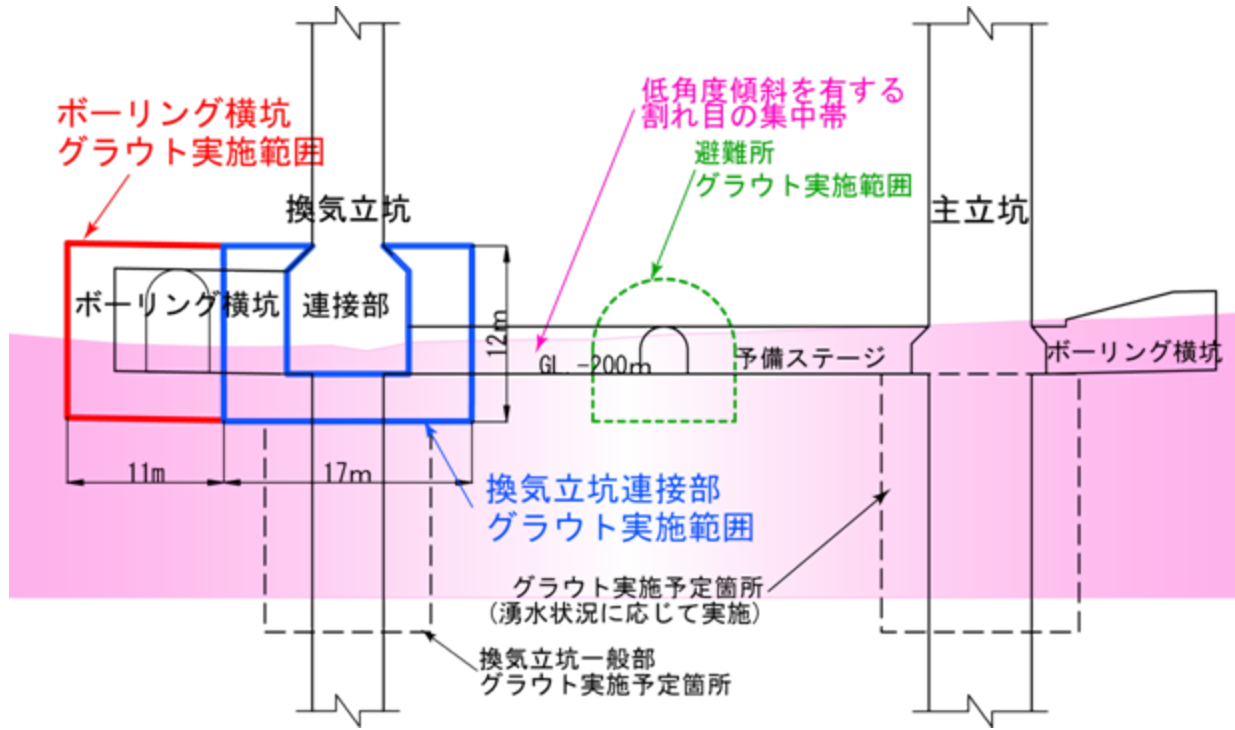 ボーリング横坑
グラウト実施範囲
低角度傾斜を有する
割れ目の集中帯
避難所
グラウト実施範囲
換気立坑
主立坑
ボーリング横坑
連接部
12m
GL.-200m
予備ステージ
ボーリング横坑
11m
17m
換気立坑連接部
グラウト実施範囲
グラウト実施予定箇所
(湧水状況に応じて実施)
換気立坑一般部
グラウト実施予定箇所